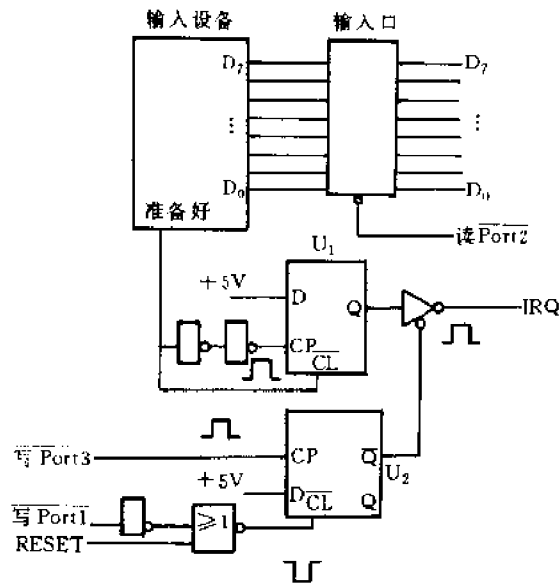 输入设备
输入口
D₇
D₇
⋮
⋮
D₀
D₀
准备好
读Port2
U₁
+5V
D
Q
IRQ
CP
CL
写Port3
CP
Q
U₂
+5V
D
CL
Q
写Port1
≥1
RESET